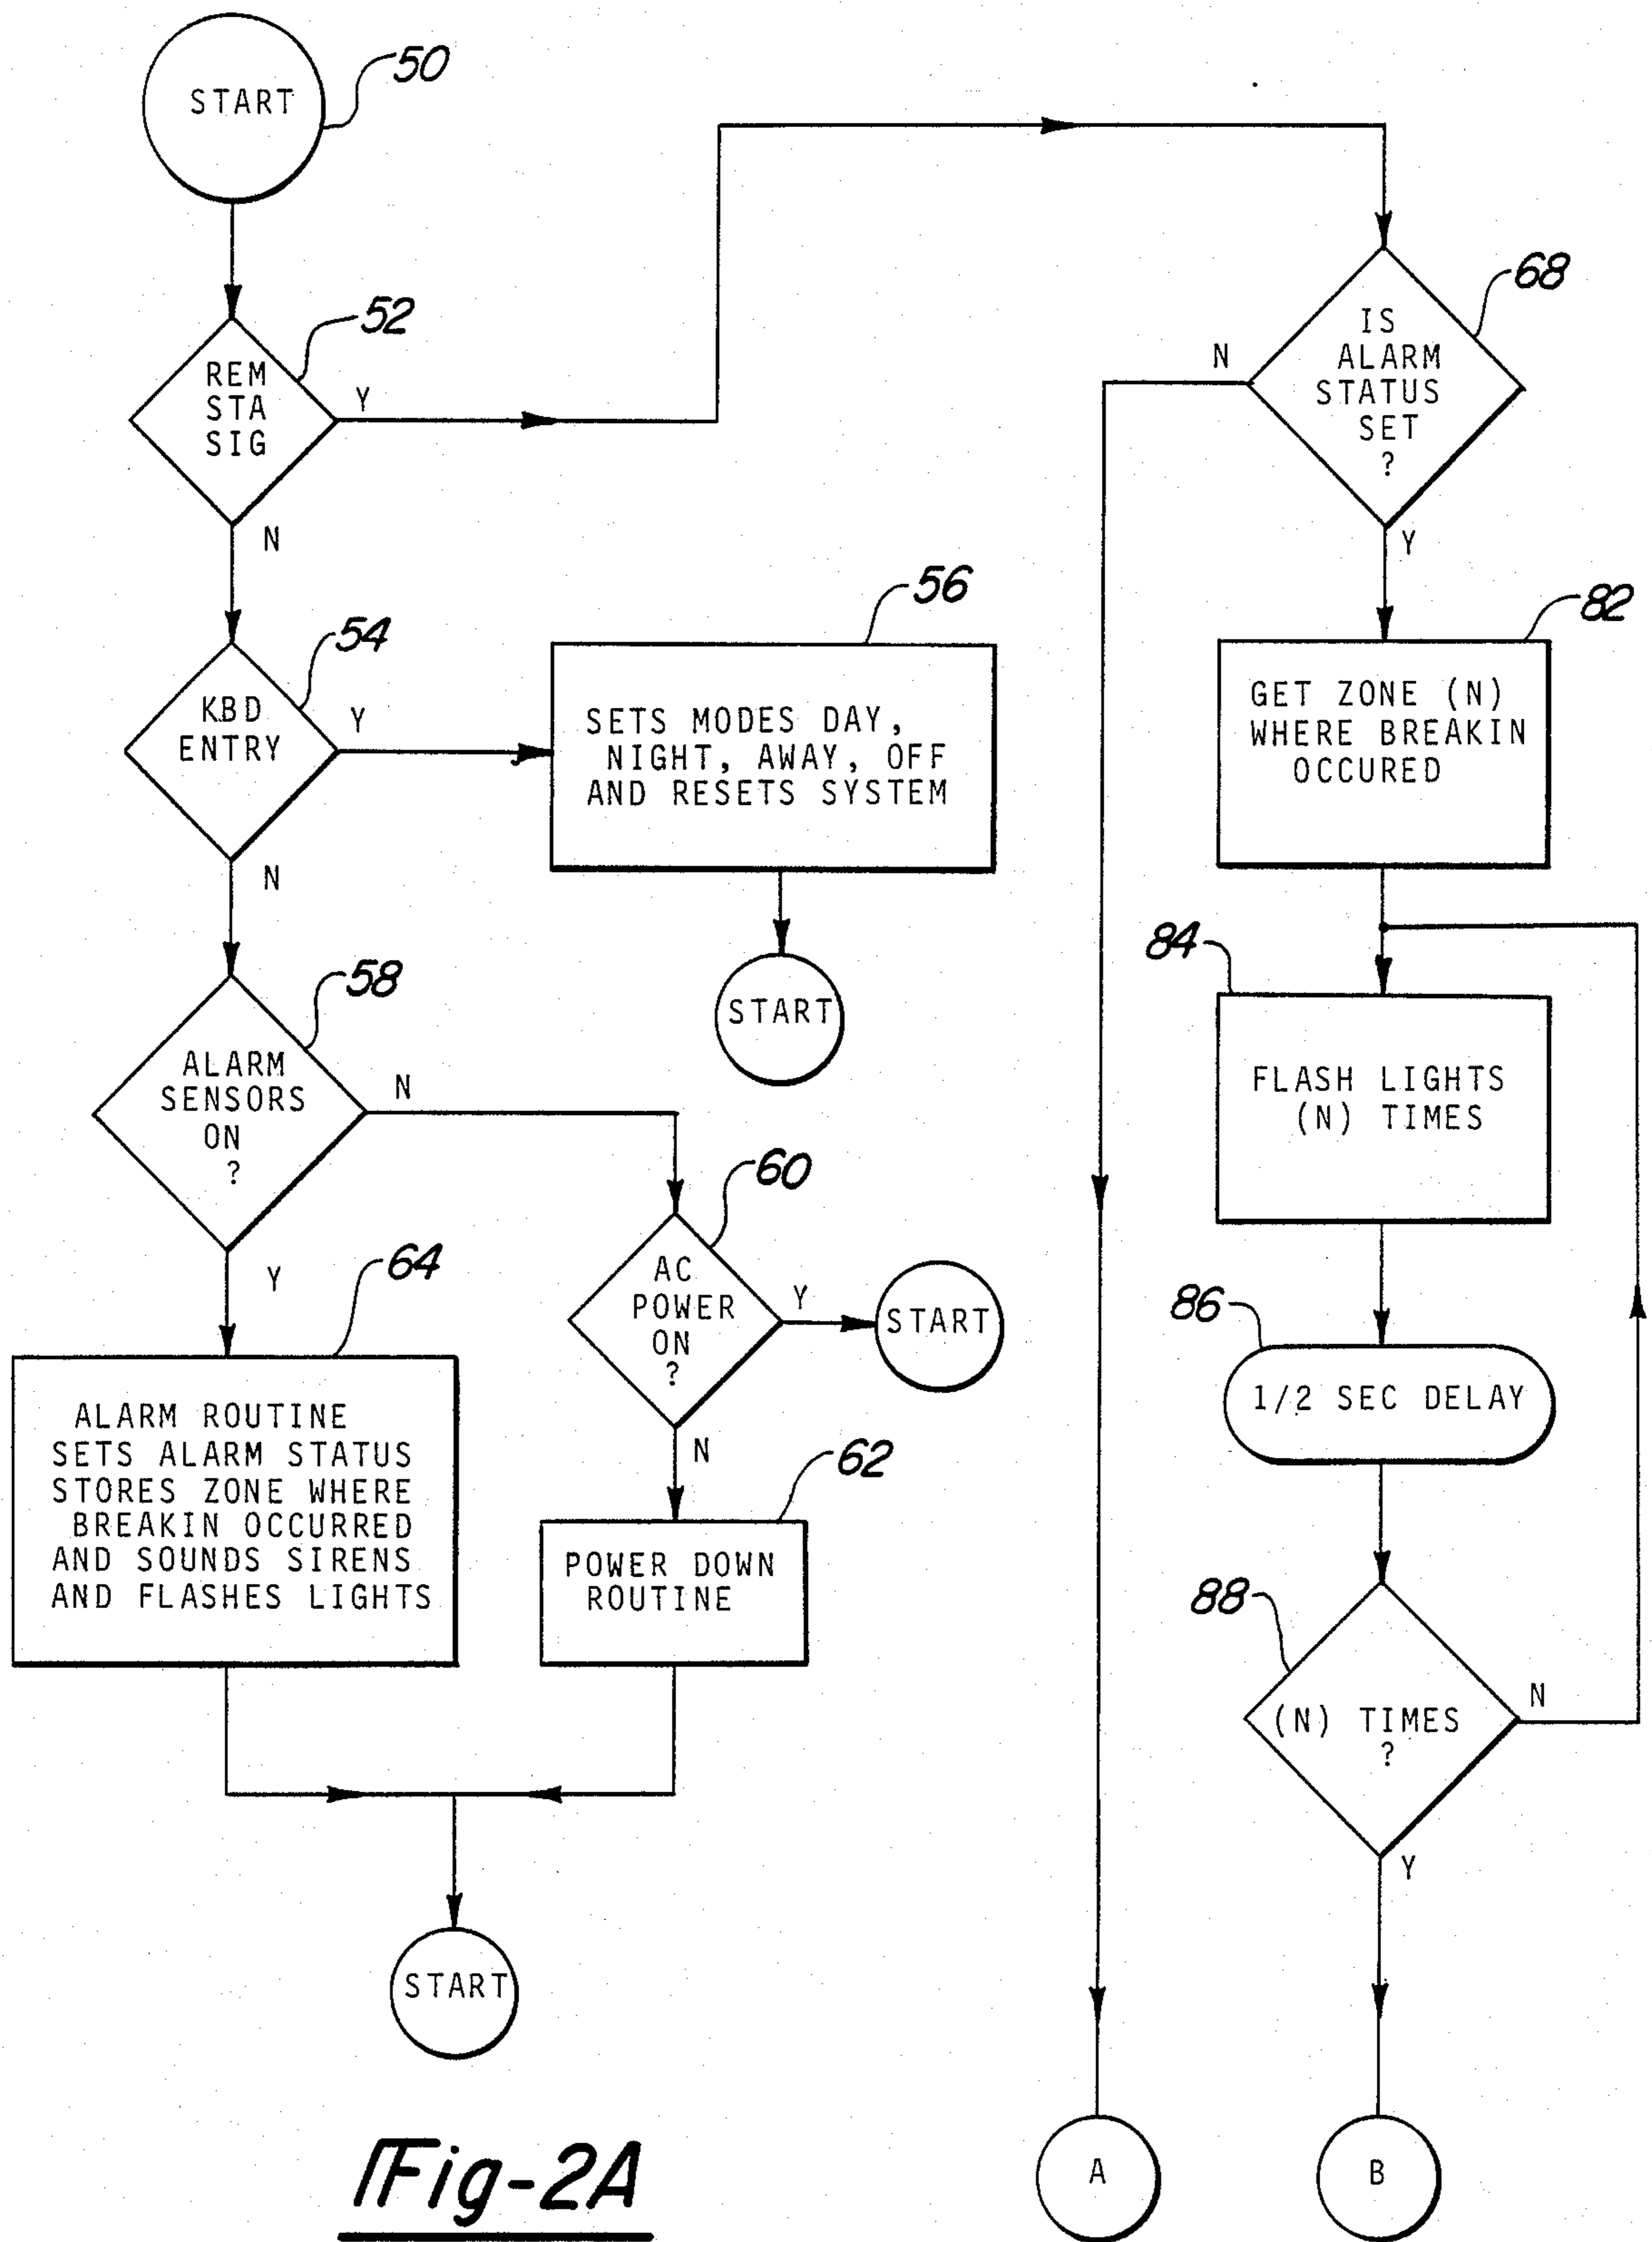 START
50
REM
STA
SIG
52
Y
N
KBD
ENTRY
54
Y
N
56
SETS MODES DAY,
NIGHT, AWAY, OFF
AND RESETS SYSTEM
START
ALARM
SENSORS
ON
?
58
N
Y
60
AC
POWER
ON
?
Y
START
N
62
POWER DOWN
ROUTINE
64
ALARM ROUTINE
SETS ALARM STATUS
STORES ZONE WHERE
BREAKIN OCCURRED
AND SOUNDS SIRENS
AND FLASHES LIGHTS
START
68
IS
ALARM
STATUS
SET
?
N
Y
82
GET ZONE (N)
WHERE BREAKIN
OCCURED
84
FLASH LIGHTS
(N) TIMES
86
1/2 SEC DELAY
88
(N) TIMES
?
N
Y
A
B
Fig-2A